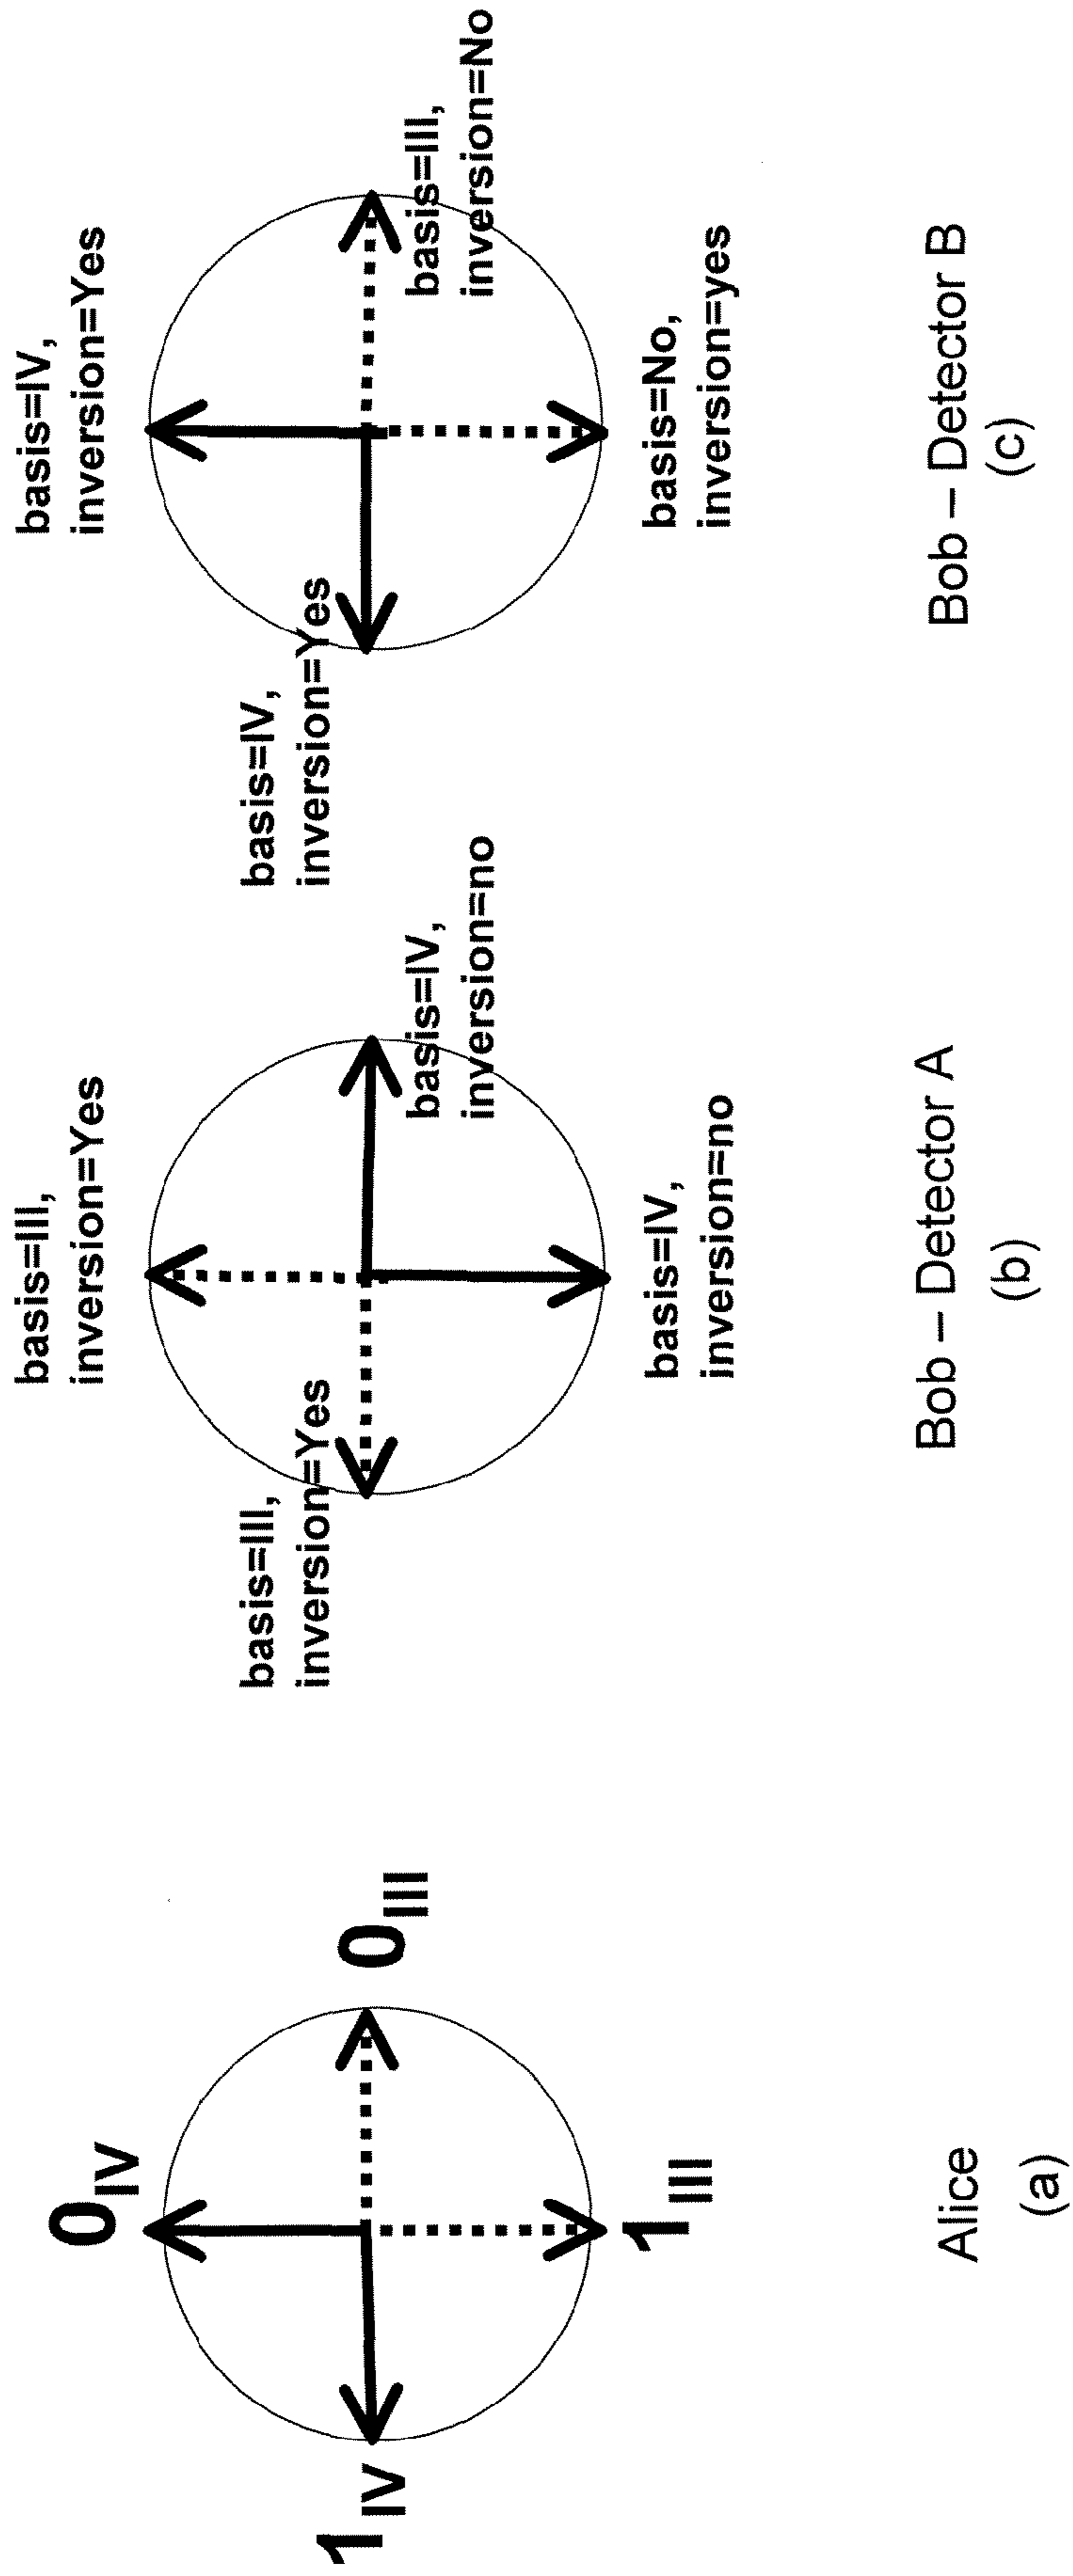 0IV
1IV
0III
1III
Alice
(a)
basis=III,
inversion=Yes
basis=III,
inversion=Yes
basis=IV,
inversion=no
basis=IV,
inversion=no
Bob – Detector A
(b)
basis=IV,
inversion=Yes
basis=IV,
inversion=Yes
basis=III,
inversion=No
basis=No,
inversion=yes
Bob – Detector B
(c)